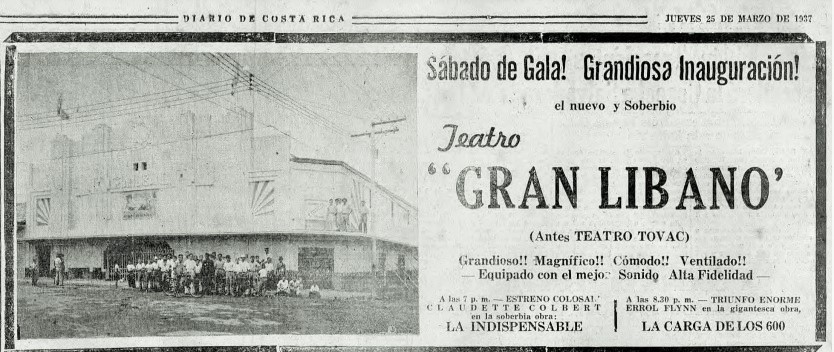 DIARIO DE COSTA RICA
JUEVES 25 DE MARZO DE 1937
Sábado de Gala! Grandiosa Inauguración!
el nuevo y Soberbio
Teatro
"GRAN LIBANO'
(Antes TEATRO TOVAC)
Grandioso!! Magnífico!! Cómodo!! Ventilado!!
— Equipado con el mejor Sonido Alta Fidelidad —
A las 7 p. m. — ESTRENO COLOSAL'
CLAUDETTE COLBERT
en la soberbia obra:
LA INDISPENSABLE
A las 8.30 p. m. — TRIUNFO ENORME
ERROL FLYNN en la gigantesca obra,
LA CARGA DE LOS 600